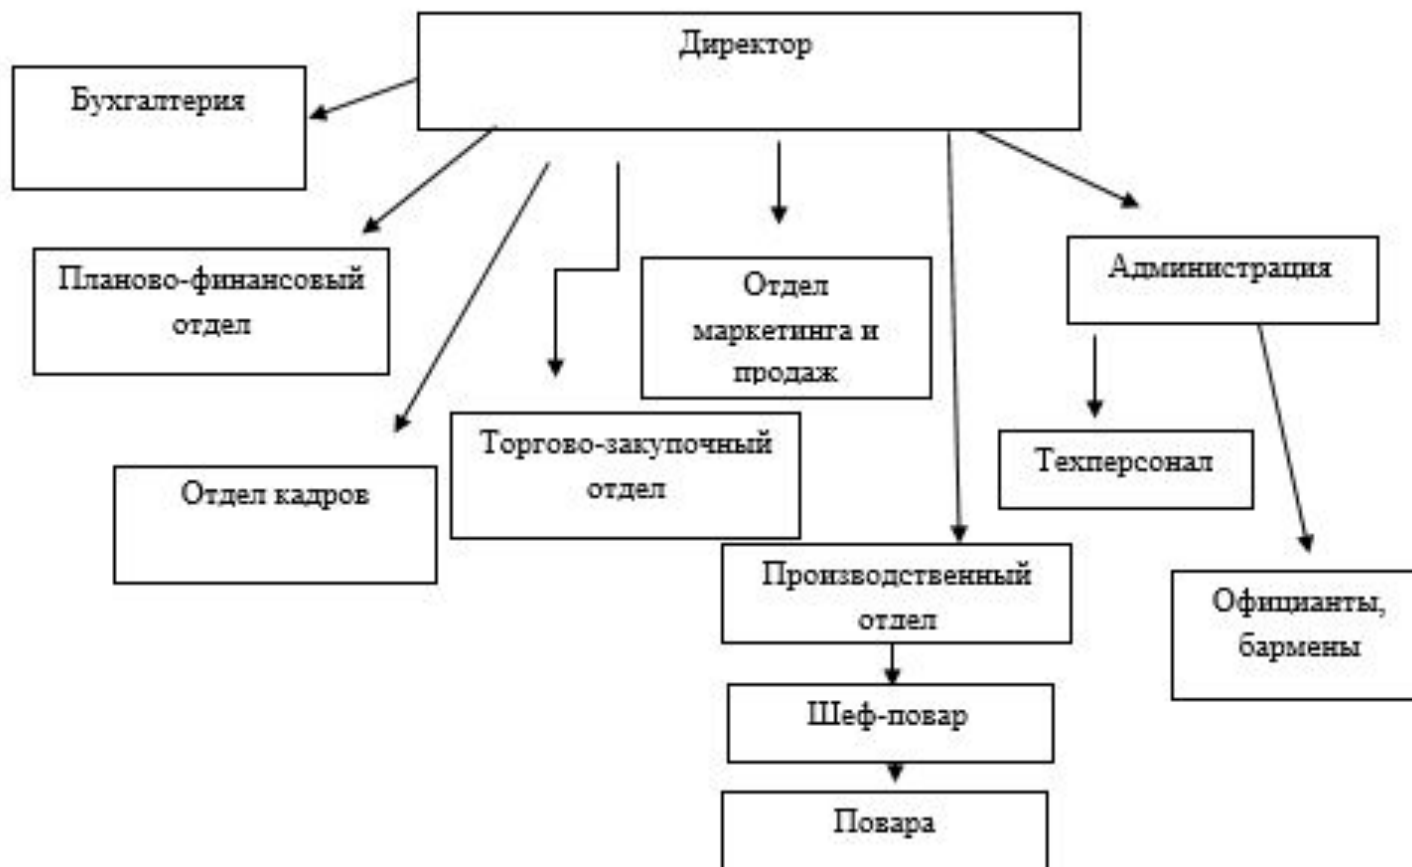 Директор
Бухгалтерия
Планово-финансовый
отдел
Отдел
маркетинга и
продаж
Администрация
Отдел кадров
Торгово-закупочный
отдел
Техперсонал
Производственный
отдел
Официанты,
бармены
Шеф-повар
Повара